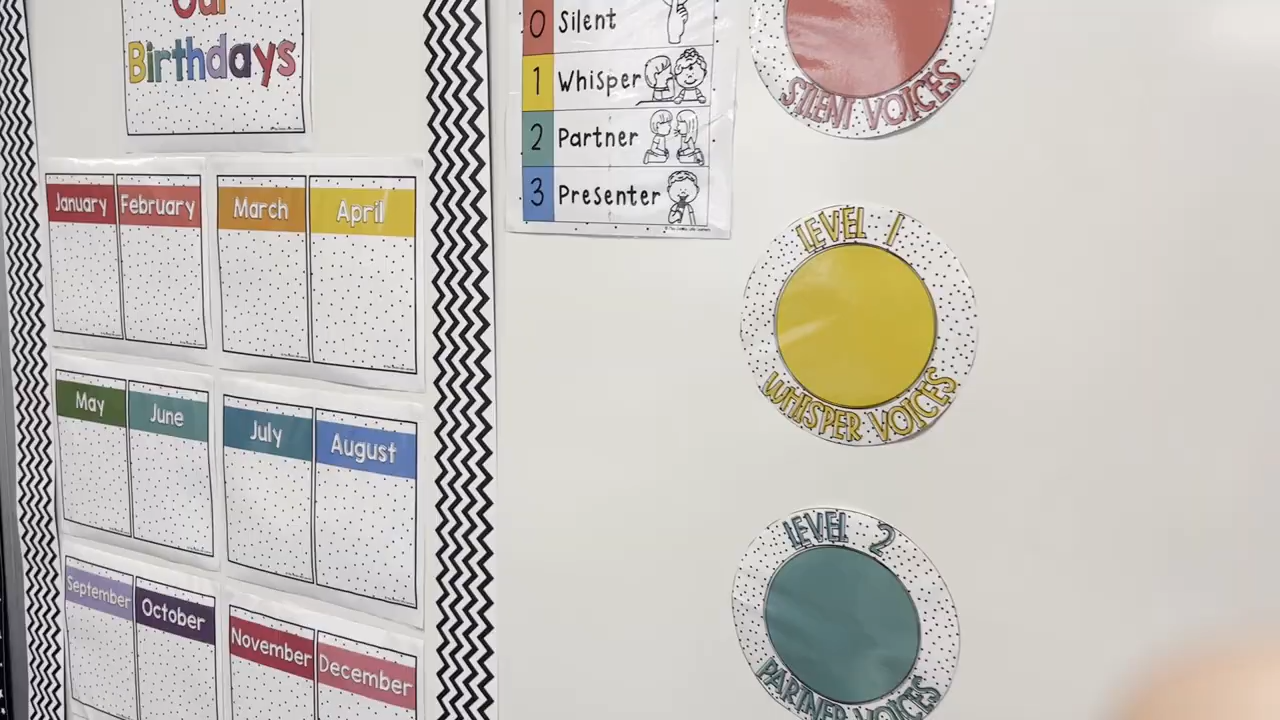 Our
Birthdays
January
February
March
April
May
June
July
August
September
October
November
December
0 Silent
1 Whisper
2 Partner
3 Presenter
SILENT VOICES
LEVEL 1
WHISPER VOICES
LEVEL 2
PARTNER VOICES